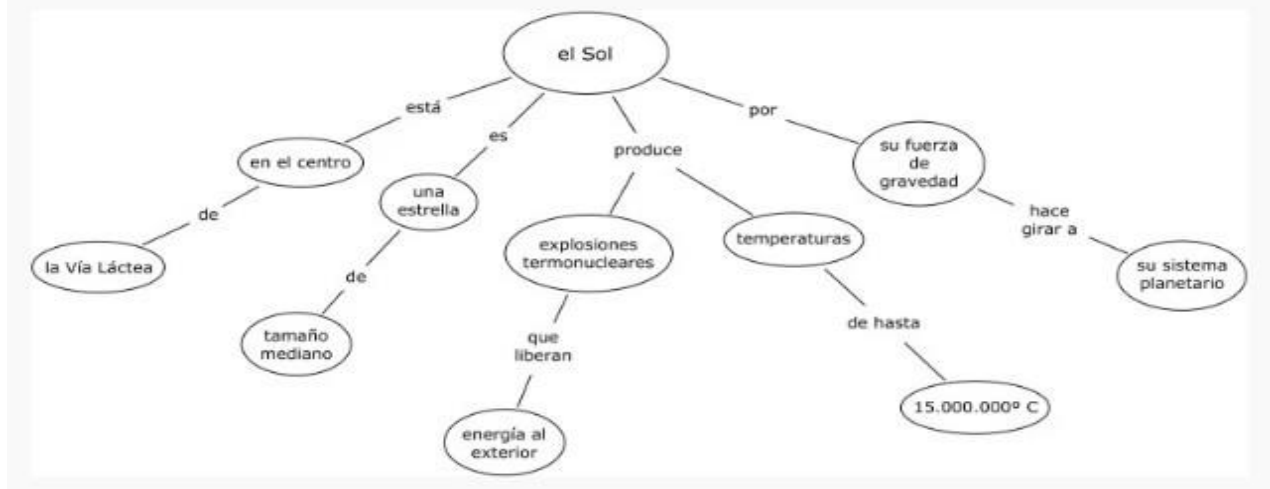 el Sol
está
por
es
produce
en el centro
su fuerza
de
gravedad
una
estrella
de
hace
girar a
la Vía Láctea
explosiones
termonucleares
temperaturas
su sistema
planetario
de
tamaño
mediano
que
liberan
de hasta
15.000.000º C
energía al
exterior